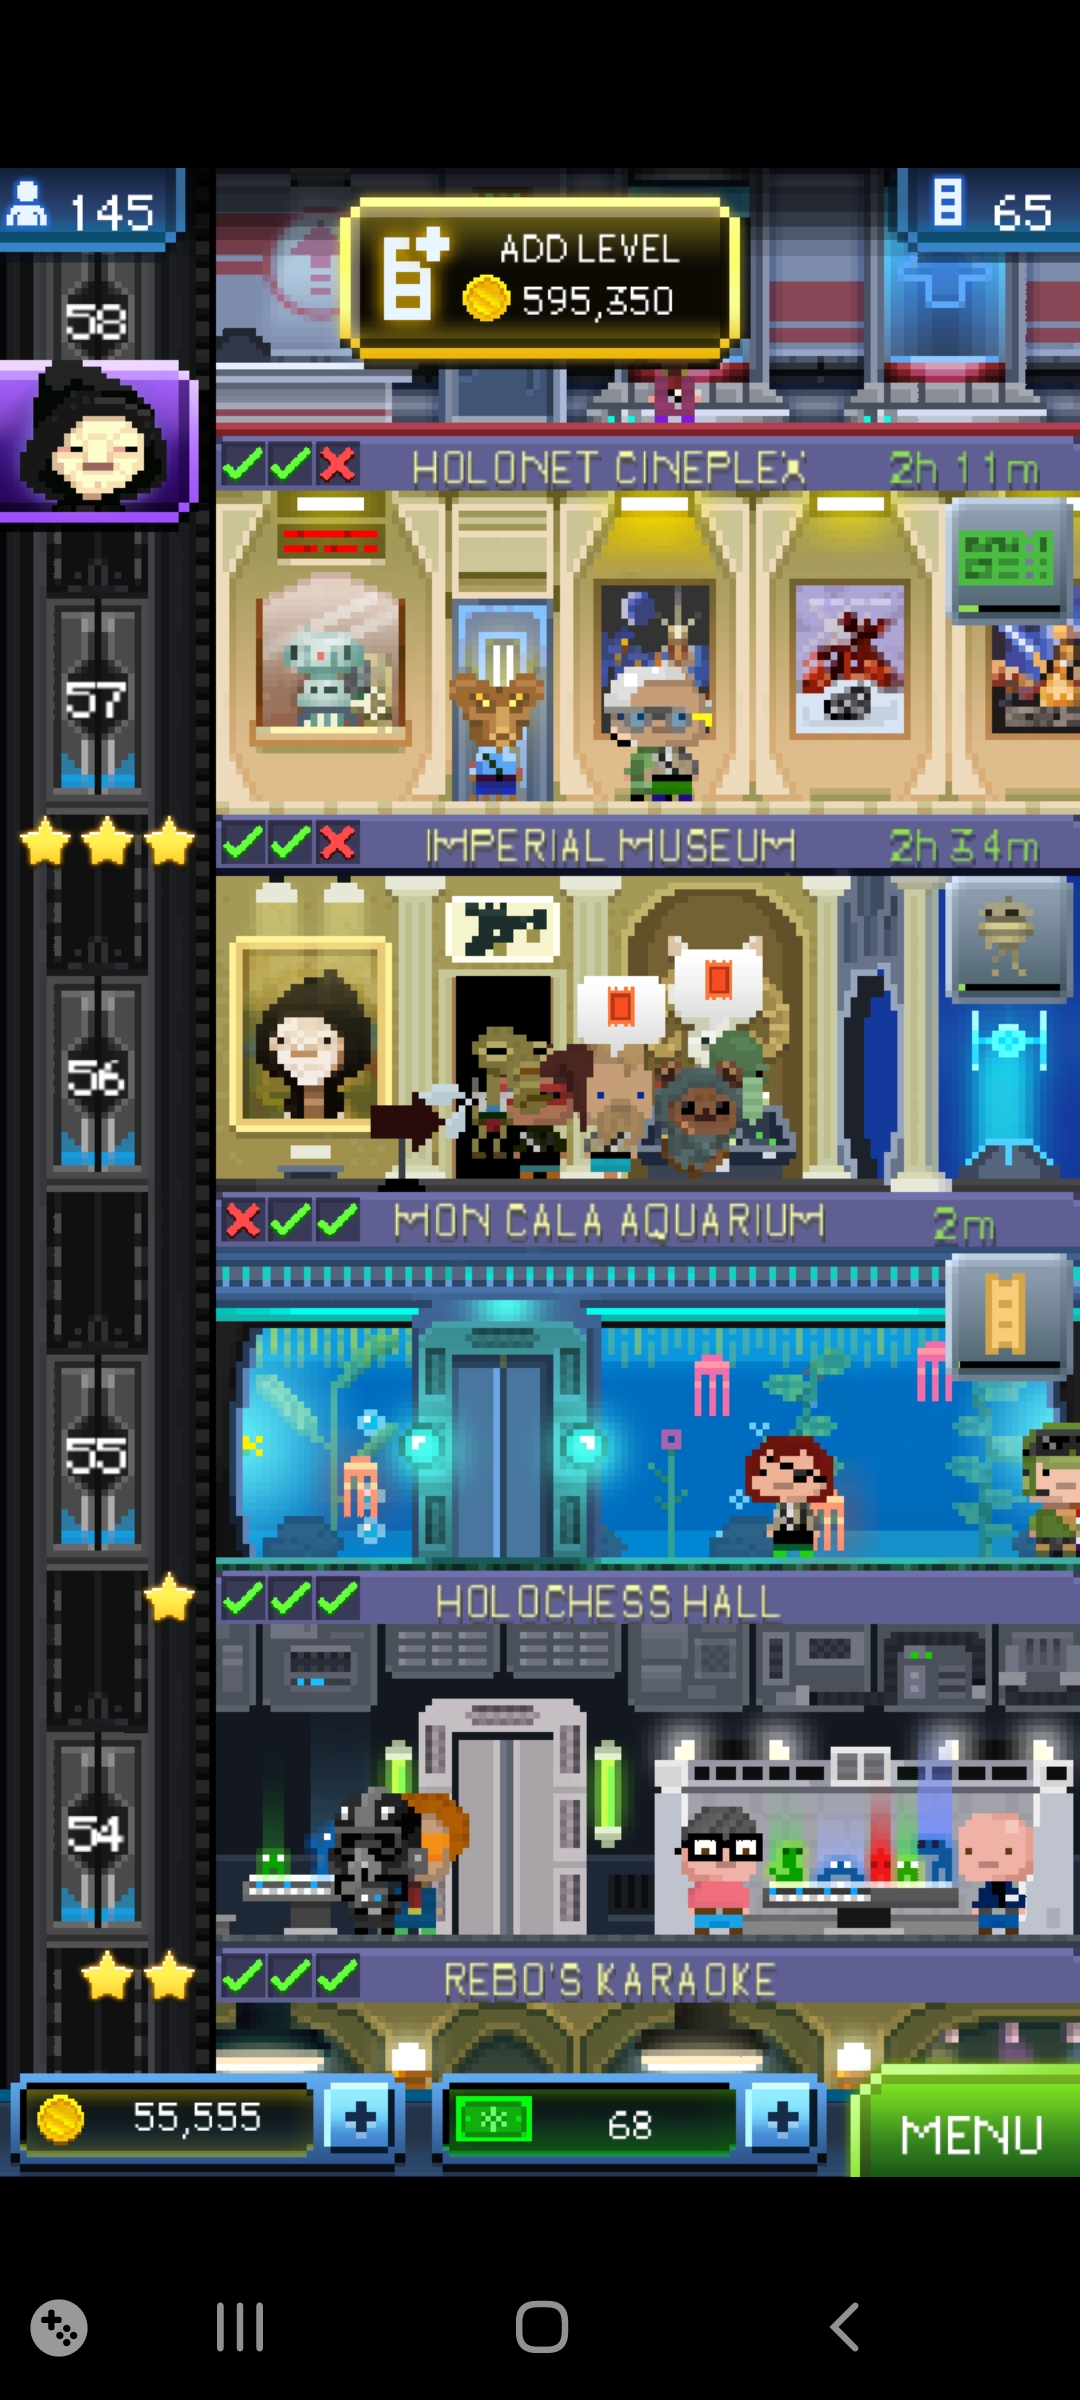 145
ADD LEVEL
595,350
65
58
HOLONET CINEPLEX 2h 11m
57
IMPERIAL MUSEUM 2h 34m
56
MON CALA AQUARIUM 2m
55
HOLOCHESS HALL
54
REBO'S KARAOKE
55,555
68
MENU